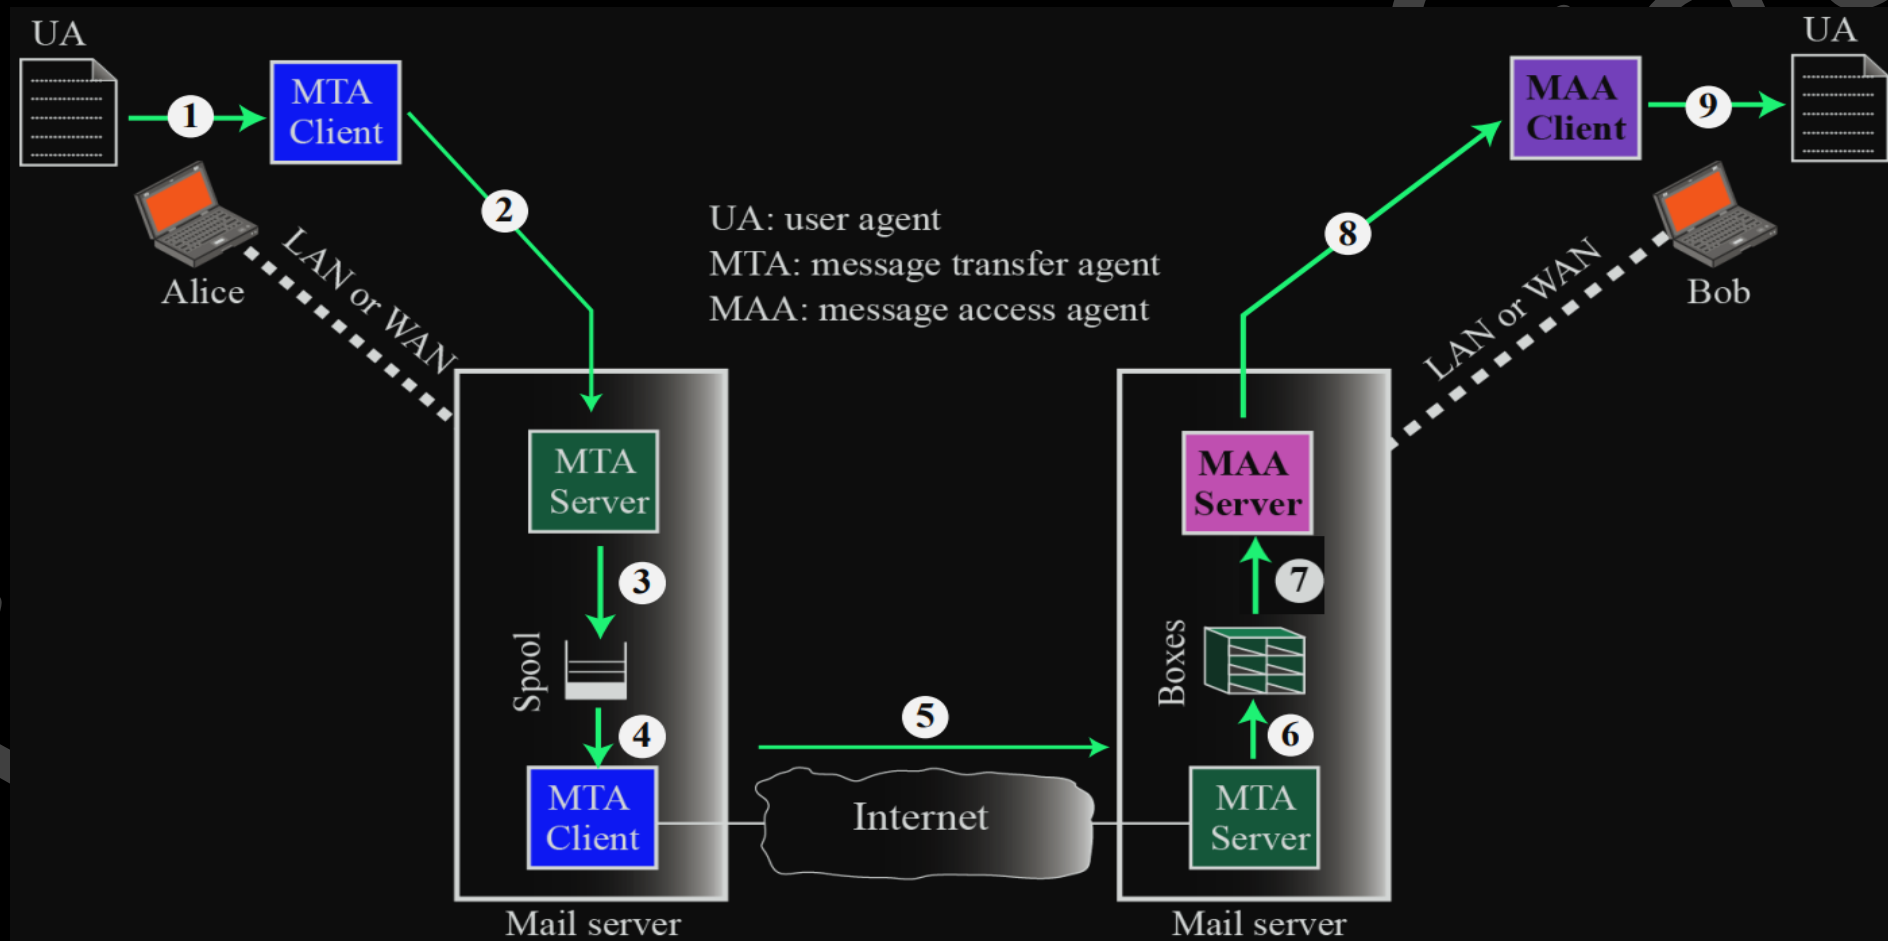 UA
UA
1
MTA
Client
MAA
Client
9
2
UA: user agent
MTA: message transfer agent
MAA: message access agent
8
Alice
Bob
LAN or WAN
LAN or WAN
MTA
Server
MAA
Server
3
7
Spool
Boxes
4
5
6
MTA
Client
Internet
MTA
Server
Mail server
Mail server